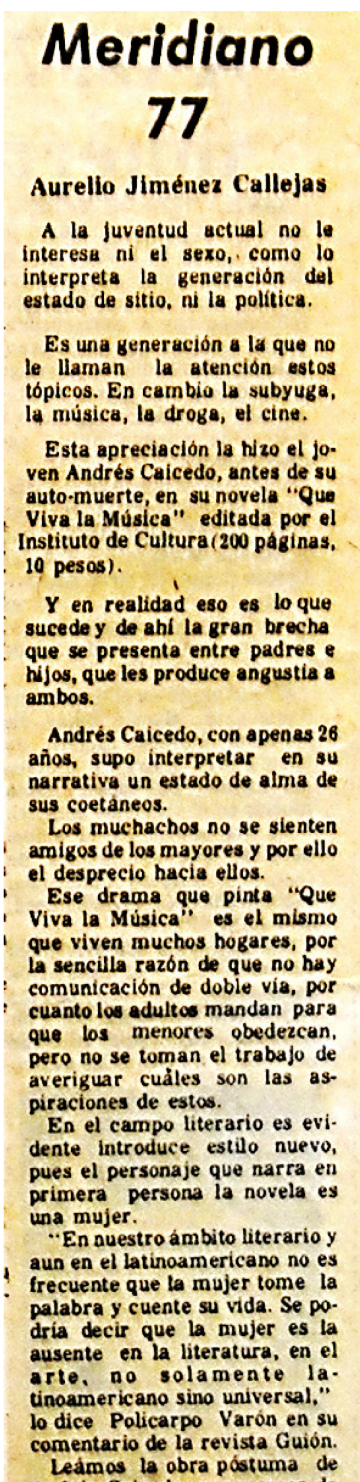 Meridiano
77
Aurelio Jiménez Callejas
A la juventud actual no le
interesa ni el sexo, como lo
interpreta la generación del
estado de sitio, ni la política.
Es una generación a la que no
le llaman la atención estos
tópicos. En cambio la subyuga,
la música, la droga, el cine.
Esta apreciación la hizo el jo-
ven Andrés Caicedo, antes de su
auto-muerte, en su novela "Que
Viva la Música" editada por el
Instituto de Cultura (200 páginas,
10 pesos).
Y en realidad eso es lo que
sucede y de ahí la gran brecha
que se presenta entre padres e
hijos, que les produce angustia a
ambos.
Andrés Caicedo, con apenas 26
años, supo interpretar en su
narrativa un estado de alma de
sus coetáneos.
Los muchachos no se sienten
amigos de los mayores y por ello
el desprecio hacia ellos.
Ese drama que pinta "Que
Viva la Música" es el mismo
que viven muchos hogares, por
la sencilla razón de que no hay
comunicación de doble vía, por
cuanto los adultos mandan para
que los menores obedezcan,
pero no se toman el trabajo de
averiguar cuáles son las as-
piraciones de estos.
En el campo literario es evi-
dente introduce estilo nuevo,
pues el personaje que narra en
primera persona la novela es
una mujer.
"En nuestro ámbito literario y
aun en el latinoamericano no es
frecuente que la mujer tome la
palabra y cuente su vida. Se po-
dría decir que la mujer es la
ausente en la literatura, en el
arte, no solamente la-
tinoamericano sino universal,"
lo dice Policarpo Varón en su
comentario de la revista Guión.
Leámos la obra póstuma de